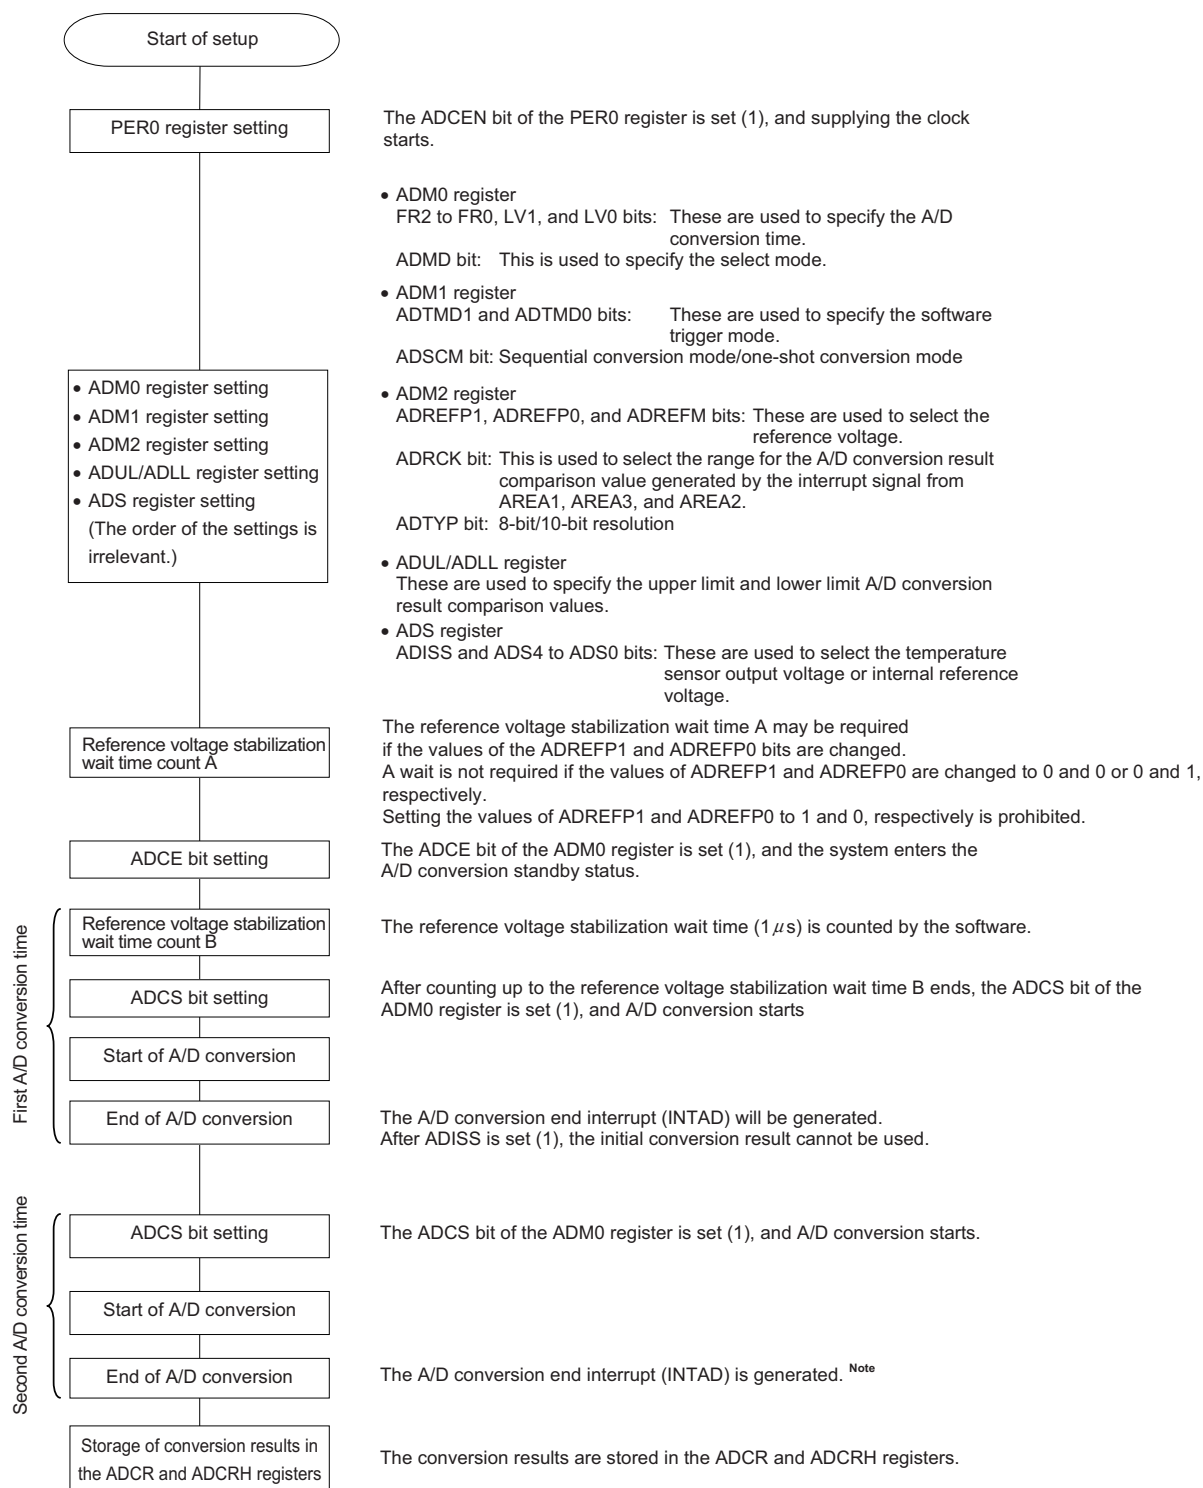 Start of setup
PER0 register setting
The ADCEN bit of the PER0 register is set (1), and supplying the clock
starts.
• ADM0 register
FR2 to FR0, LV1, and LV0 bits: These are used to specify the A/D
conversion time.
ADMD bit: This is used to specify the select mode.
• ADM1 register
ADTMD1 and ADTMD0 bits: These are used to specify the software
trigger mode.
ADSCM bit: Sequential conversion mode/one-shot conversion mode
• ADM0 register setting
• ADM1 register setting
• ADM2 register setting
• ADUL/ADLL register setting
• ADS register setting
(The order of the settings is
irrelevant.)
• ADM2 register
ADREFP1, ADREFP0, and ADREFM bits: These are used to select the
reference voltage.
ADRCK bit: This is used to select the range for the A/D conversion result
comparison value generated by the interrupt signal from
AREA1, AREA3, and AREA2.
ADTYP bit: 8-bit/10-bit resolution
• ADUL/ADLL register
These are used to specify the upper limit and lower limit A/D conversion
result comparison values.
• ADS register
ADISS and ADS4 to ADS0 bits: These are used to select the temperature
sensor output voltage or internal reference
voltage.
Reference voltage stabilization
wait time count A
The reference voltage stabilization wait time A may be required
if the values of the ADREFP1 and ADREFP0 bits are changed.
A wait is not required if the values of ADREFP1 and ADREFP0 are changed to 0 and 0 or 0 and 1,
respectively.
Setting the values of ADREFP1 and ADREFP0 to 1 and 0, respectively is prohibited.
ADCE bit setting
The ADCE bit of the ADM0 register is set (1), and the system enters the
A/D conversion standby status.
First A/D conversion time
Reference voltage stabilization
wait time count B
The reference voltage stabilization wait time (1 μs) is counted by the software.
ADCS bit setting
After counting up to the reference voltage stabilization wait time B ends, the ADCS bit of the
ADM0 register is set (1), and A/D conversion starts
Start of A/D conversion
End of A/D conversion
The A/D conversion end interrupt (INTAD) will be generated.
After ADISS is set (1), the initial conversion result cannot be used.
Second A/D conversion time
ADCS bit setting
The ADCS bit of the ADM0 register is set (1), and A/D conversion starts.
Start of A/D conversion
End of A/D conversion
The A/D conversion end interrupt (INTAD) is generated. Note
Storage of conversion results in
the ADCR and ADCRH registers
The conversion results are stored in the ADCR and ADCRH registers.